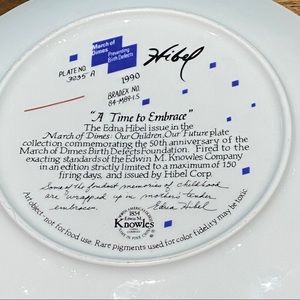 March of Dimes
Preventing Birth Defects
Hibel
PLATE NO.
3235 A
1990
BRADEX NO.
84-M89-1.5
"A Time to Embrace"
The Edna Hibel issue in the
March of Dimes: Our Children, Our Future plate
collection commemorating the 50th anniversary of the
March of Dimes Birth Defects Foundation. Fired to the
exacting standards of the Edwin M. Knowles Company
in an edition strictly limited to a maximum of 150
firing days, and issued by Hibel Corp.
Some of the fondest memories of childhood
are wrapped up in mother's tender
embraces. Edna Hibel
1854
Edwin M.
Knowles
Art object: not for food use. Rare pigments used for color fidelity may be toxic